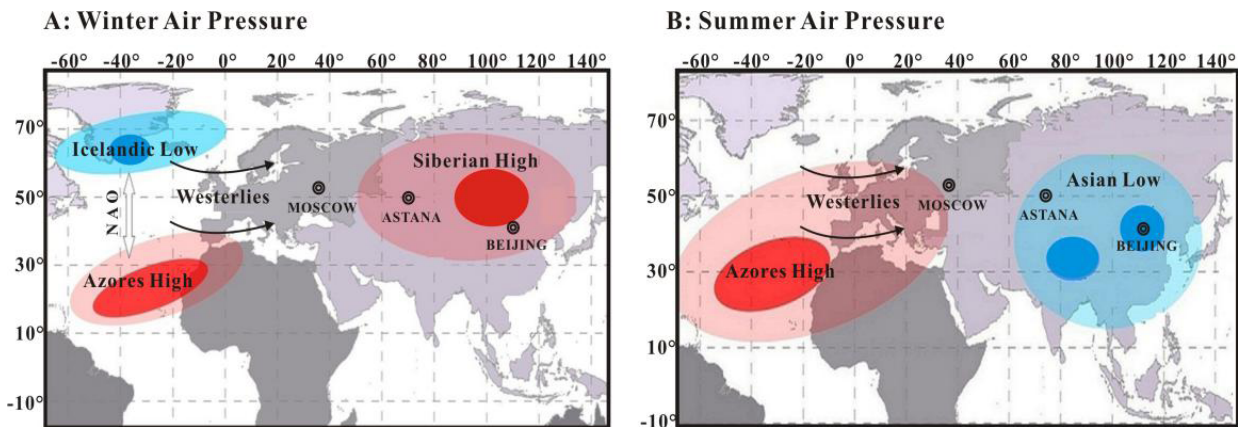 A: Winter Air Pressure
-60 -40 -20 0 20 40 60 80 100 120 140
70°
50°
30°
10°
-10°
Icelandic Low
NAO
Azores High
Westerlies
MOSCOW
ASTANA
Siberian High
BEIJING
B: Summer Air Pressure
-60 -40 -20 0 20 40 60 80 100 120 140
70°
50°
30°
10°
-10°
Westerlies
MOSCOW
Azores High
Asian Low
ASTANA
BEIJING